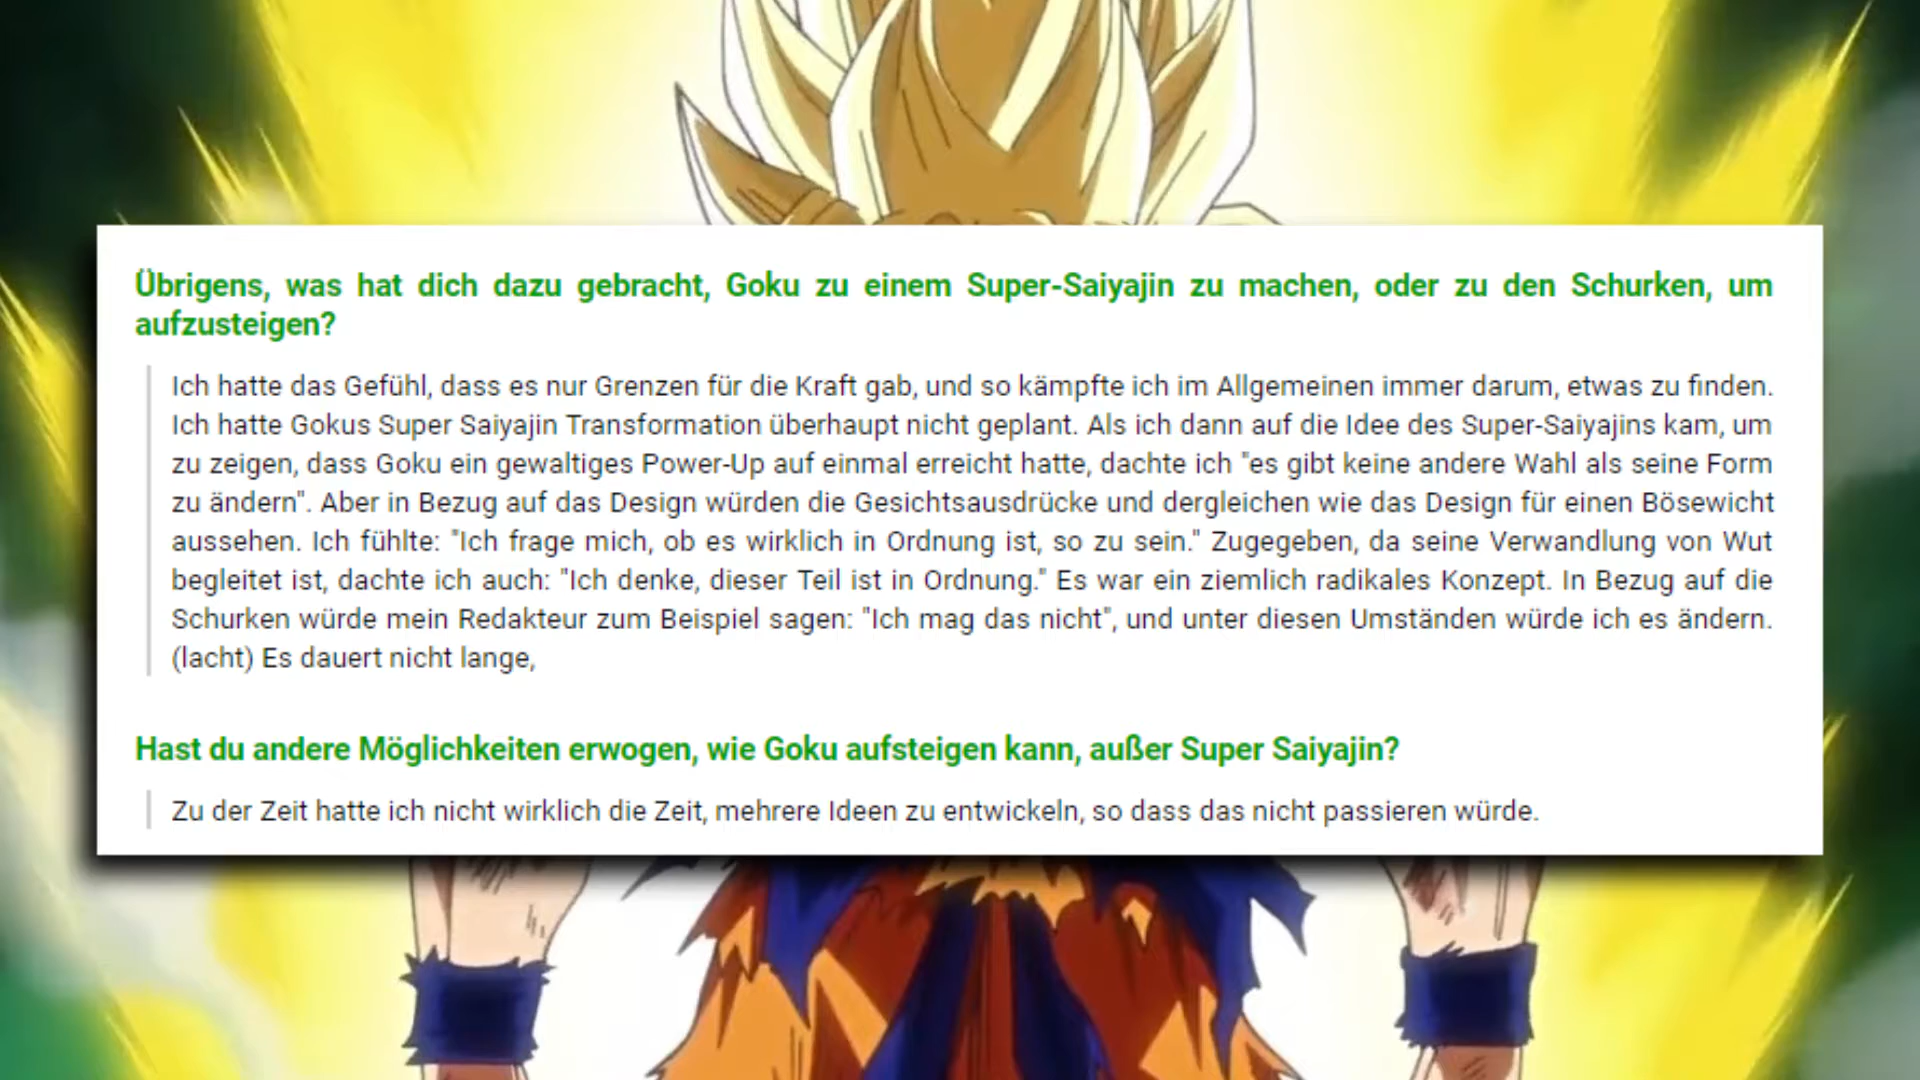 Übrigens, was hat dich dazu gebracht, Goku zu einem Super-Saiyajin zu machen, oder zu den Schurken, um
aufzusteigen?
Ich hatte das Gefühl, dass es nur Grenzen für die Kraft gab, und so kämpfte ich im Allgemeinen immer darum, etwas zu finden.
Ich hatte Gokus Super Saiyajin Transformation überhaupt nicht geplant. Als ich dann auf die Idee des Super-Saiyajins kam, um
zu zeigen, dass Goku ein gewaltiges Power-Up auf einmal erreicht hatte, dachte ich "es gibt keine andere Wahl als seine Form
zu ändern". Aber in Bezug auf das Design würden die Gesichtsausdrücke und dergleichen wie das Design für einen Bösewicht
aussehen. Ich fühlte: "Ich frage mich, ob es wirklich in Ordnung ist, so zu sein." Zugegeben, da seine Verwandlung von Wut
begleitet ist, dachte ich auch: "Ich denke, dieser Teil ist in Ordnung." Es war ein ziemlich radikales Konzept. In Bezug auf die
Schurken würde mein Redakteur zum Beispiel sagen: "Ich mag das nicht", und unter diesen Umständen würde ich es ändern.
(lacht) Es dauert nicht lange,
Hast du andere Möglichkeiten erwogen, wie Goku aufsteigen kann, außer Super Saiyajin?
Zu der Zeit hatte ich nicht wirklich die Zeit, mehrere Ideen zu entwickeln, so dass das nicht passieren würde.